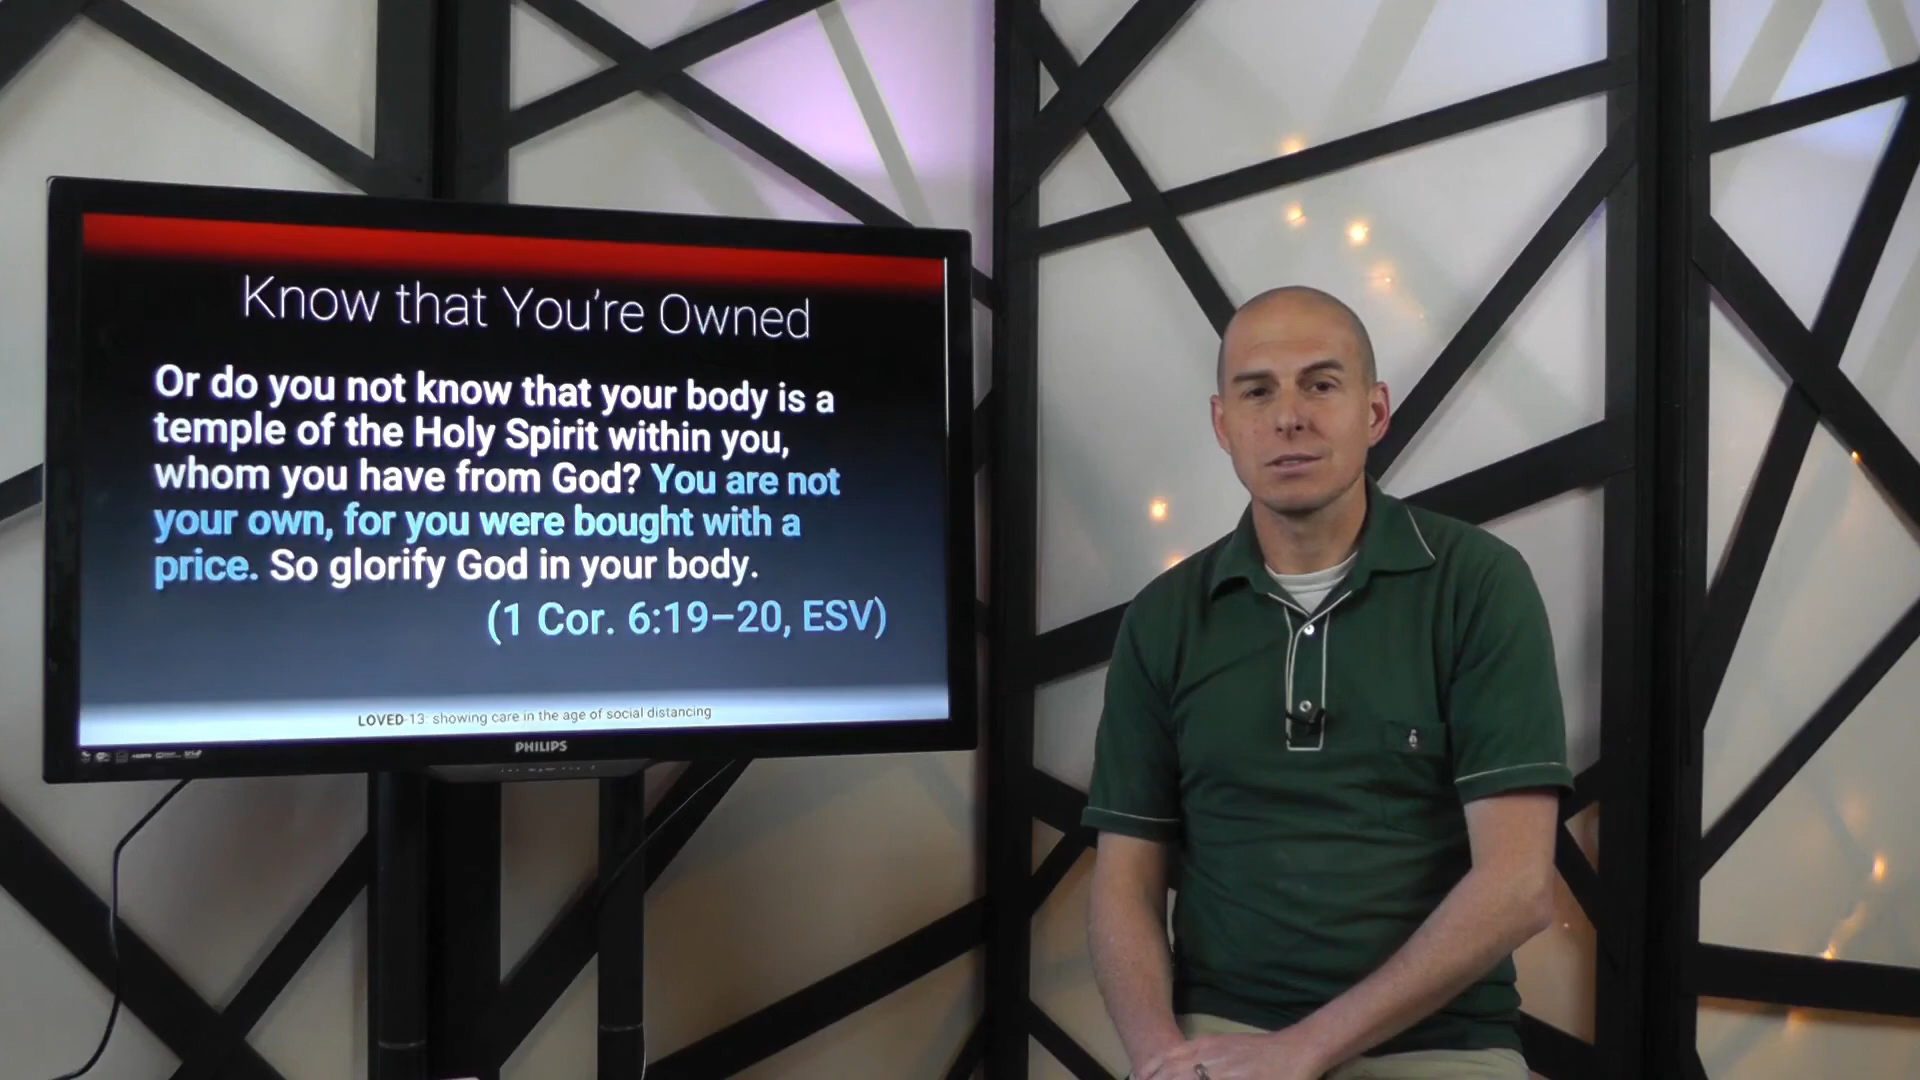 Know that You're Owned
Or do you not know that your body is a
temple of the Holy Spirit within you,
whom you have from God? You are not
your own, for you were bought with a
price. So glorify God in your body.
(1 Cor. 6:19–20, ESV)
LOVED-13: showing care in the age of social distancing
PHILIPS